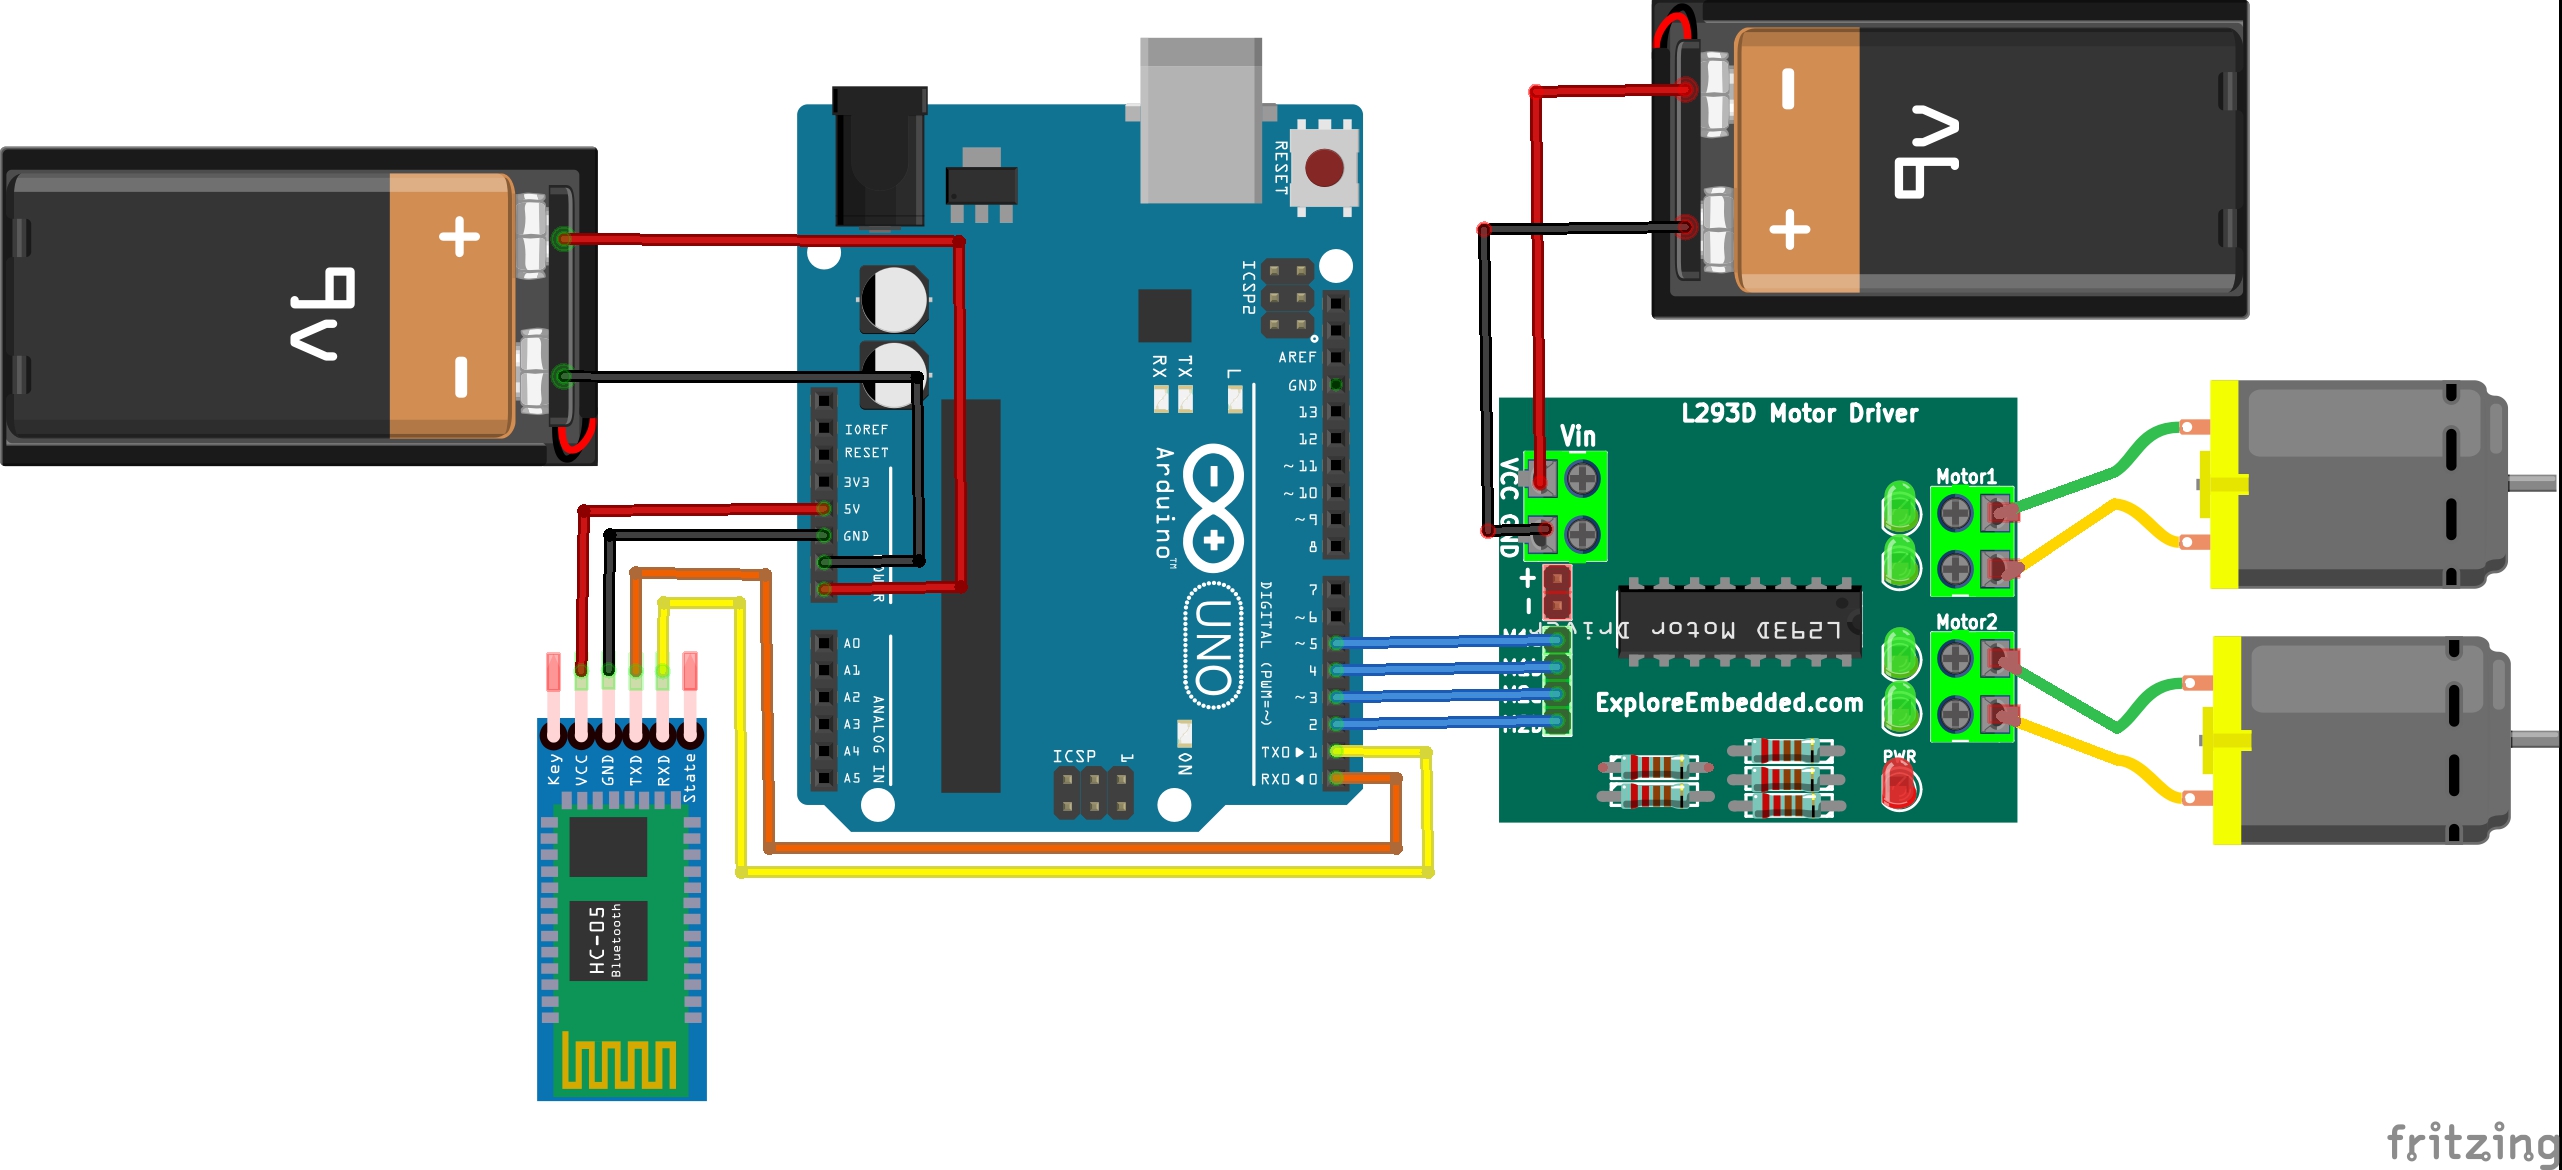 9V
+
-
RESET
ICSP2
AREF
GND
13
12
~11
~10
~9
8
7
~6
~5
4
~3
2
TX0▶1
RX0◀0
DIGITAL (PWM=~)
RX
TX
L
Arduino™
UNO
ON
ICSP
1
IOREF
RESET
3V3
5V
GND
A0
A1
A2
A3
A4
A5
ANALOG IN
Key
VCC
GND
TXD
RXD
State
HC-05
Bluetooth
9V
-
+
L293D Motor Driver
Vin
VCC
GND
+
-
L293D Motor Driver
Motor1
Motor2
ExploreEmbedded.com
PWR
fritzing